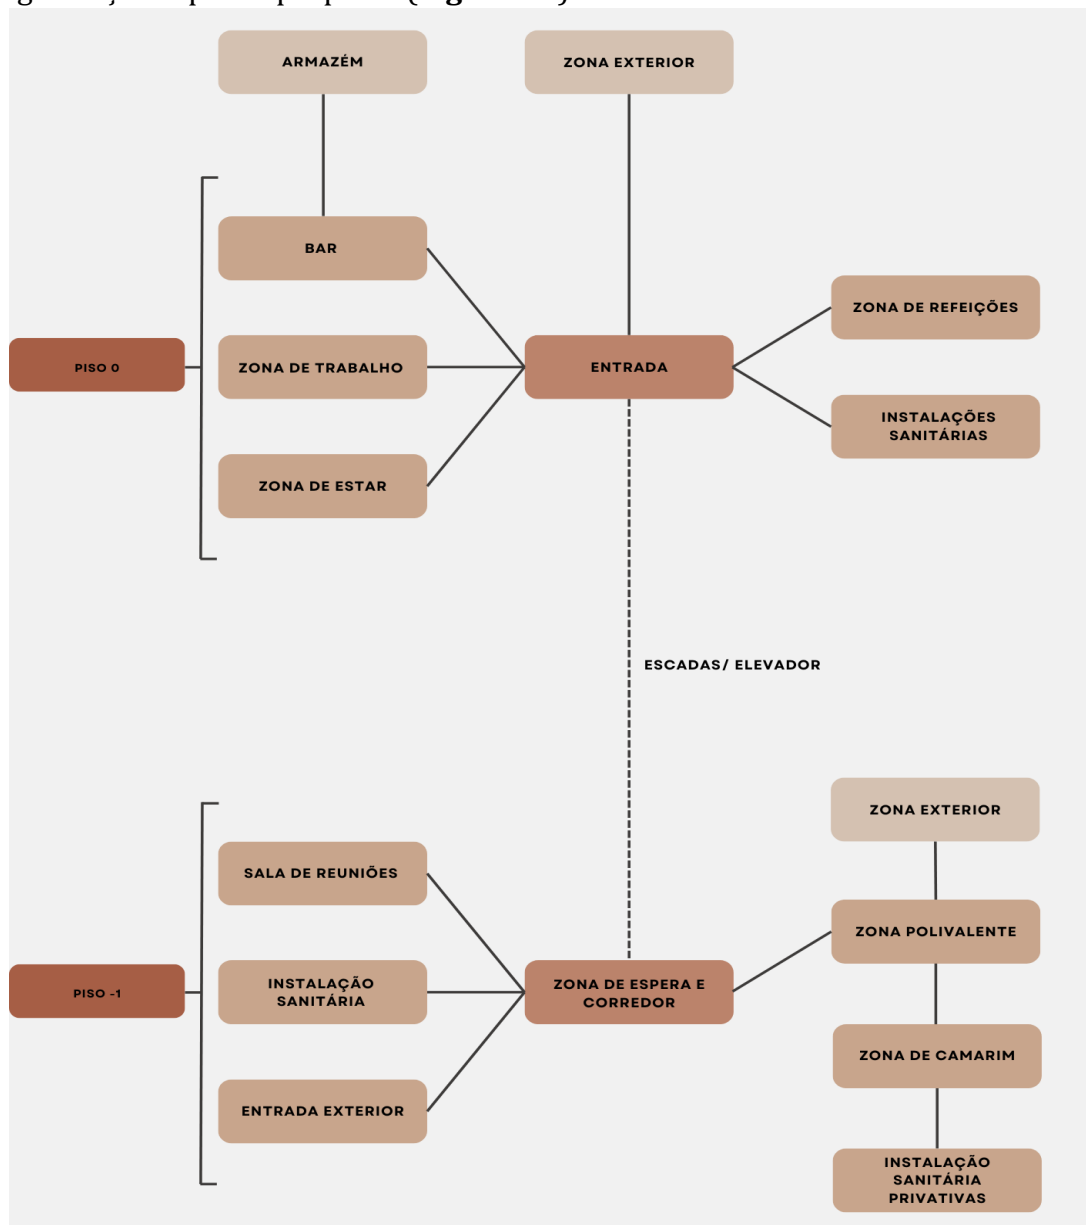 ARMAZÉM
ZONA EXTERIOR
BAR
ZONA DE REFEIÇÕES
PISO 0
ZONA DE TRABALHO
ENTRADA
INSTALAÇÕES
SANITÁRIAS
ZONA DE ESTAR
ESCADAS/ ELEVADOR
ZONA EXTERIOR
SALA DE REUNIÕES
ZONA POLIVALENTE
PISO -1
INSTALAÇÃO
SANITÁRIA
ZONA DE ESPERA E
CORREDOR
ZONA DE CAMARIM
ENTRADA EXTERIOR
INSTALAÇÃO
SANITÁRIA
PRIVATIVAS